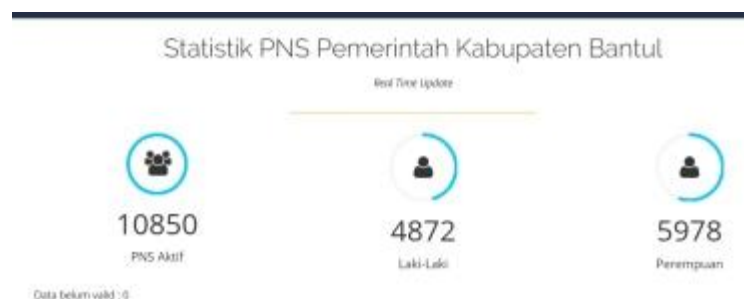 Statistik PNS Pemerintah Kabupaten Bantul
Real Time Update
10850
PNS Aktif
4872
Laki-Laki
5978
Perempuan
Data belum valid : 0